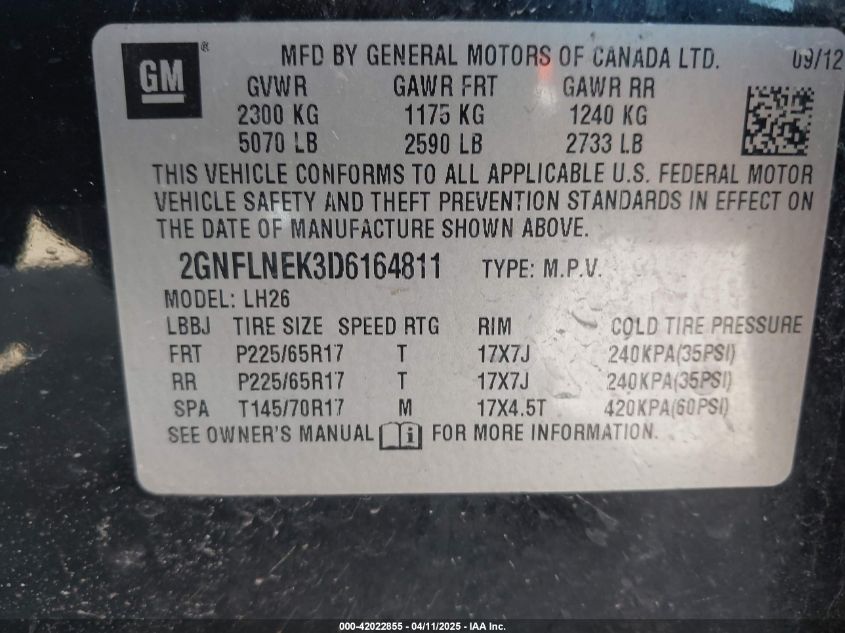 GM ® MFD BY GENERAL MOTORS OF CANADA LTD. 09/12
GVWR GAWR FRT GAWR RR
2300 KG 1175 KG 1240 KG
5070 LB 2590 LB 2733 LB
THIS VEHICLE CONFORMS TO ALL APPLICABLE U.S. FEDERAL MOTOR
VEHICLE SAFETY AND THEFT PREVENTION STANDARDS IN EFFECT ON
THE DATE OF MANUFACTURE SHOWN ABOVE.
2GNFLNEK3D6164811 TYPE: M.P.V.
MODEL: LH26
LBBJ TIRE SIZE SPEED RTG RIM COLD TIRE PRESSURE
FRT P225/65R17 T 17X7J 240KPA(35PSI)
RR P225/65R17 T 17X7J 240KPA(35PSI)
SPA T145/70R17 M 17X4.5T 420KPA(60PSI)
SEE OWNER'S MANUAL i FOR MORE INFORMATION.
000-42022855 - 04/11/2025 - IAA Inc.